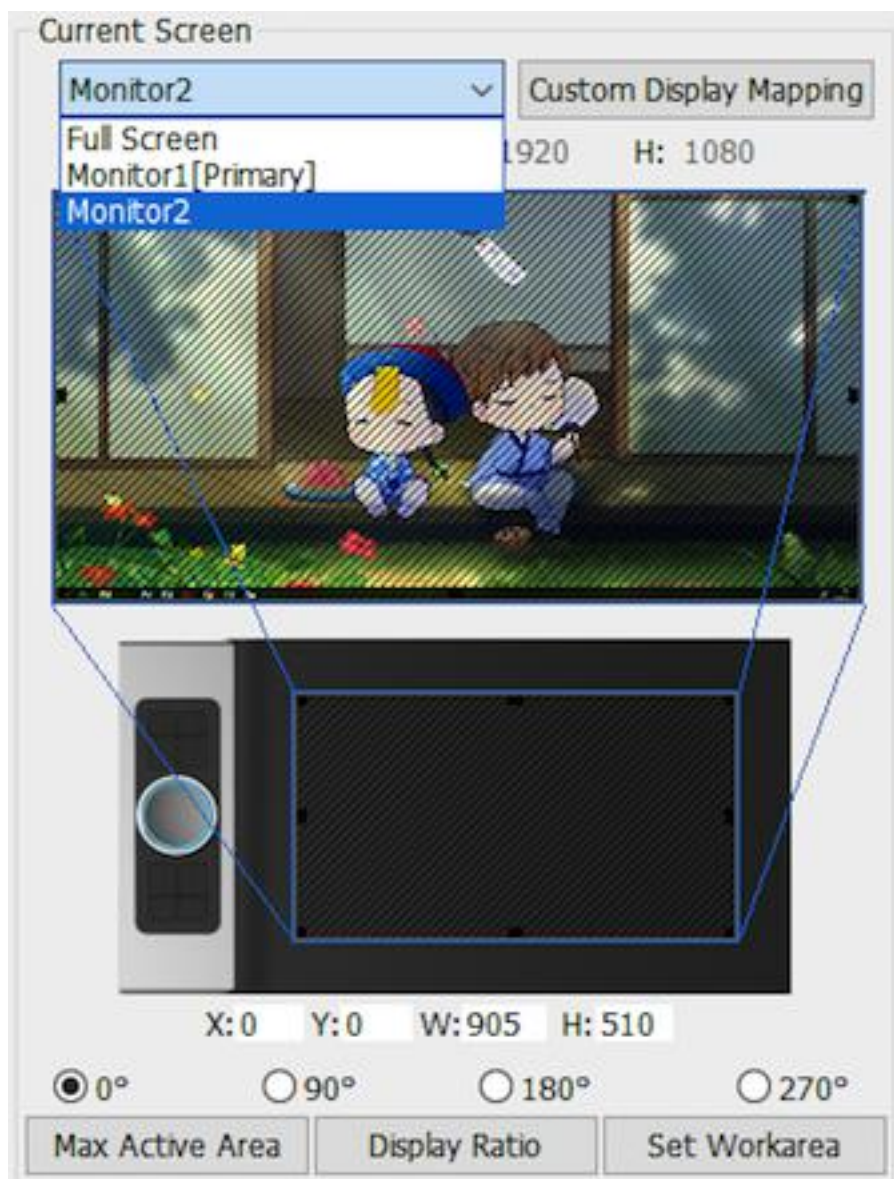 Current Screen
Monitor2 Custom Display Mapping
Full Screen
1920 H: 1080
Monitor1[Primary]
Monitor2
X: 0 Y: 0 W: 905 H: 510
0° 90° 180° 270°
Max Active Area Display Ratio Set Workarea